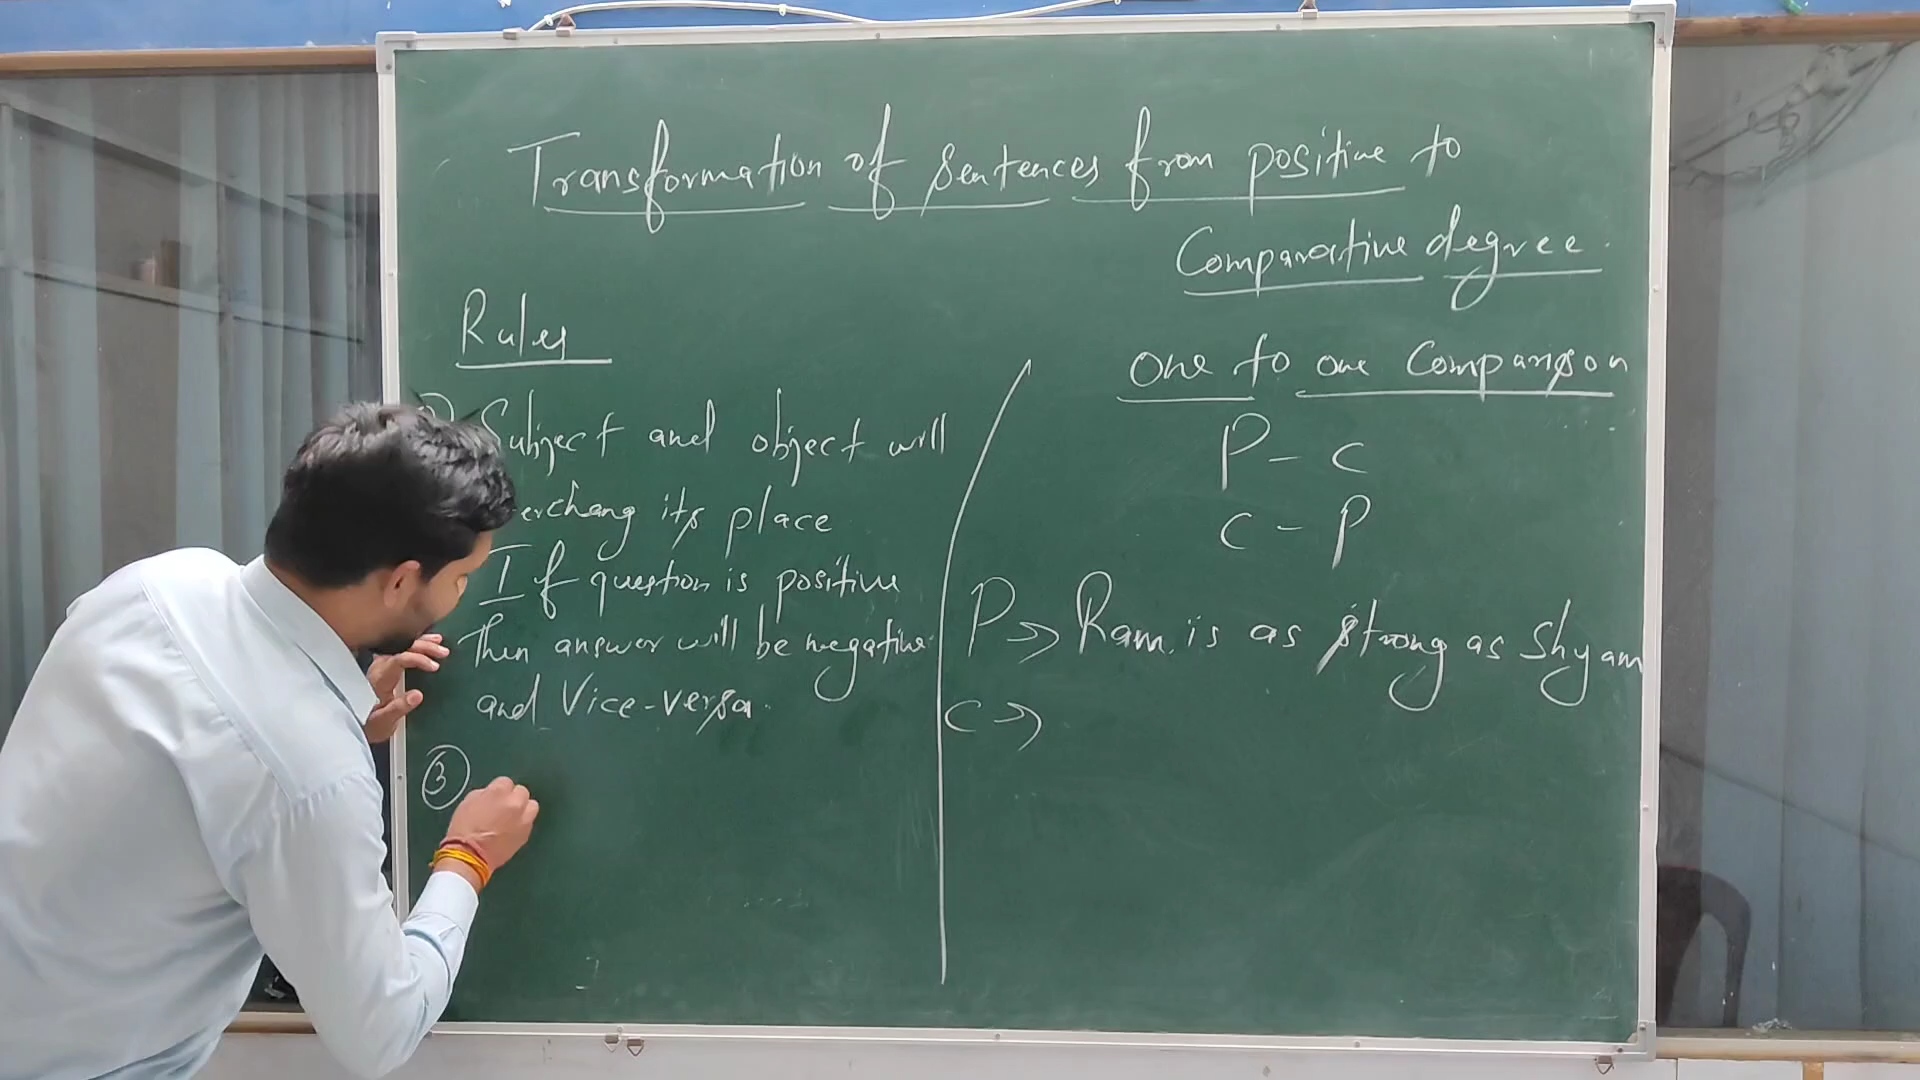 Transformation of sentences from positive to
Comparative degree.
Rules
Subject and object will
erchang its place
If question is positive
Then answer will be negative
and Vice-versa.
③
One to one Comparison
P - C
C - P
P → Ram is as strong as Shyam
C →